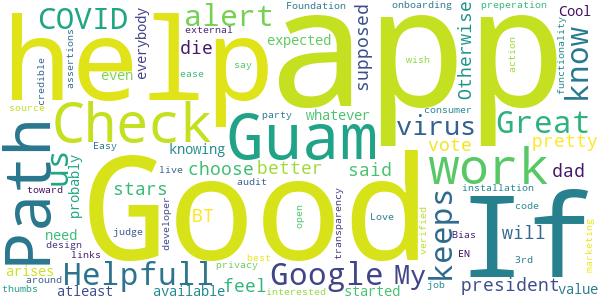 help
app
Good
If
Guam
Path
work
Check
Helpfull
Google
My
COVID
alert
die
everybody
external
Foundation
onboarding
preperation
Cool
expected
supposed
Otherwise
functionality
know
even
assertions
credible
ease
say
wish
action
source
party
consumer
Great
virus
vote
pretty
us
knowing
whatever
Easy
probably
choose
better
said
keeps
dad
live
audit
stars
installation
toward
need
judge
developer
BT
open
transparency
Love
verified
code
Bias
will
3rd
design
links
feel
privacy
best
EN
marketing
arises
around
president
job
value
thumbs
atleast
available
interested
started